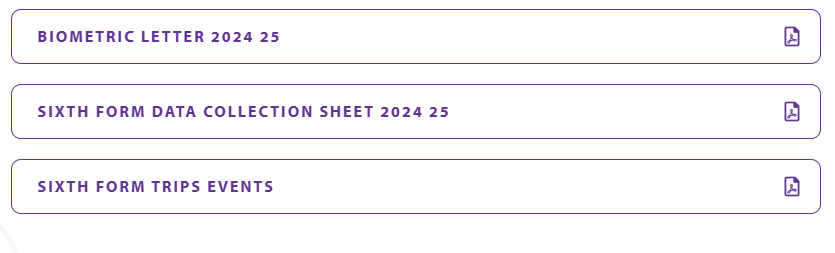 BIOMETRIC LETTER 2024 25
SIXTH FORM DATA COLLECTION SHEET 2024 25
SIXTH FORM TRIPS EVENTS